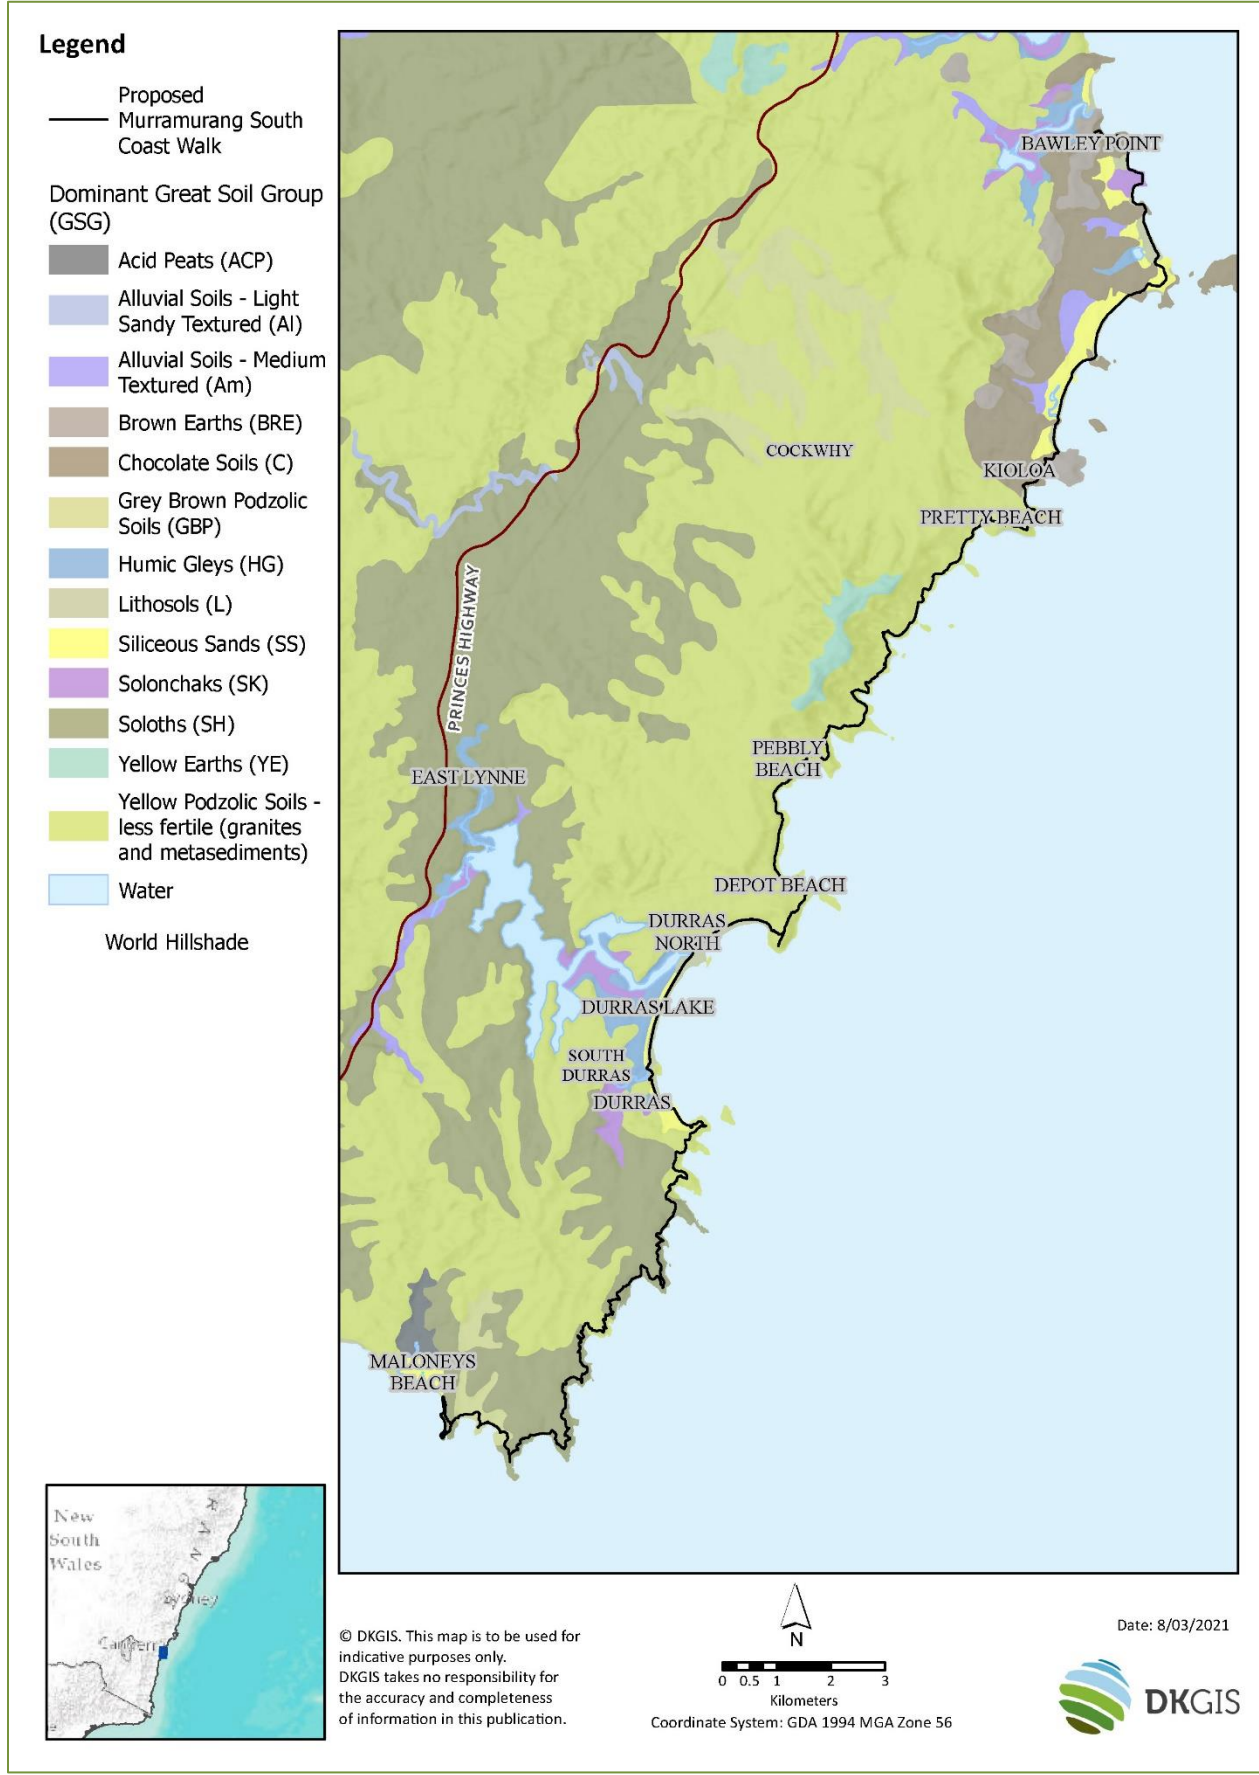 Legend
Proposed
Murramurang South
Coast Walk
Dominant Great Soil Group
(GSG)
Acid Peats (ACP)
Alluvial Soils - Light
Sandy Textured (Al)
Alluvial Soils - Medium
Textured (Am)
Brown Earths (BRE)
Chocolate Soils (C)
Grey Brown Podzolic
Soils (GBP)
Humic Gleys (HG)
Lithosols (L)
Siliceous Sands (SS)
Solonchaks (SK)
Soloths (SH)
Yellow Earths (YE)
Yellow Podzolic Soils -
less fertile (granites
and metasediments)
Water
World Hillshade
BAWLEY POINT
COCKWHY
KIOLOA
PRETTY BEACH
PRINCES HIGHWAY
PEBBLY
BEACH
EAST LYNNE
DEPOT BEACH
DURRAS
NORTH
DURRAS LAKE
SOUTH
DURRAS
DURRAS
MALONEYS
BEACH
New
South
Wales
Sydney
© DKGIS. This map is to be used for
indicative purposes only.
DKGIS takes no responsibility for
the accuracy and completeness
of information in this publication.
N
0 0.5 1 2 3
Kilometers
Coordinate System: GDA 1994 MGA Zone 56
Date: 8/03/2021
DKGIS